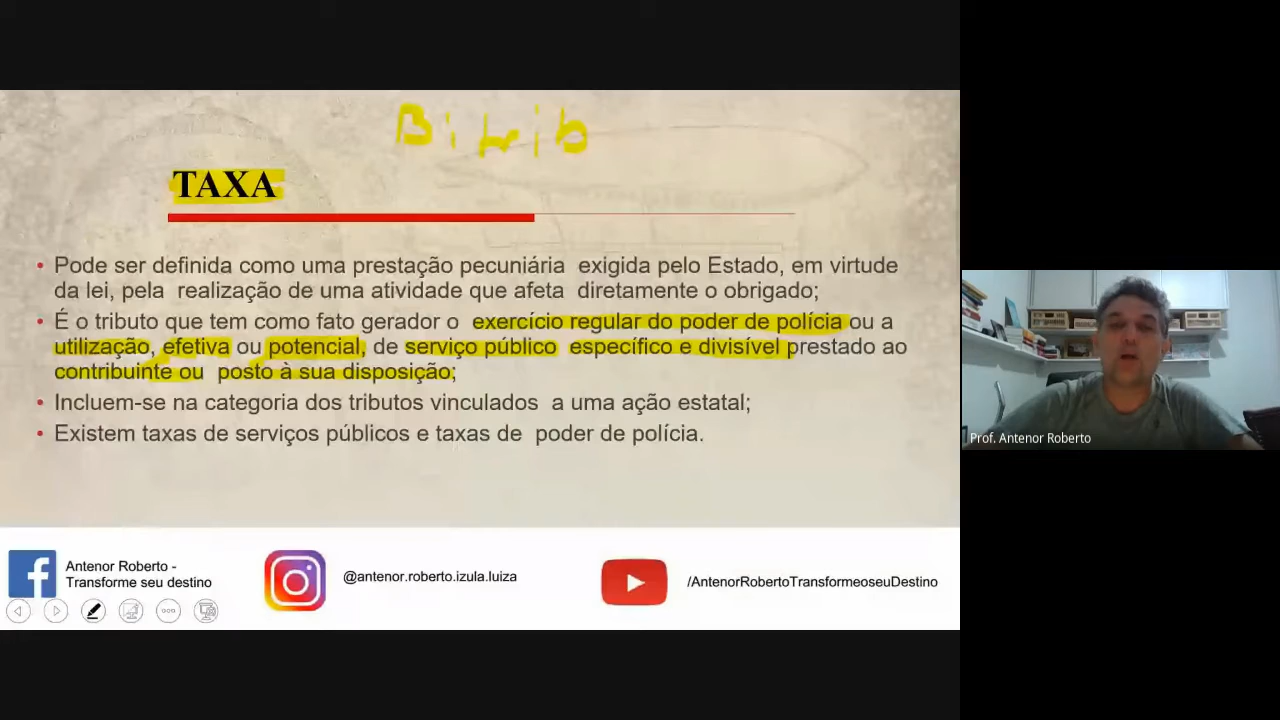 Bitrib
TAXA
• Pode ser definida como uma prestação pecuniária exigida pelo Estado, em virtude
da lei, pela realização de uma atividade que afeta diretamente o obrigado;
• É o tributo que tem como fato gerador o exercício regular do poder de polícia ou a
utilização, efetiva ou potencial, de serviço público específico e divisível prestado ao
contribuinte ou posto à sua disposição;
• Incluem-se na categoria dos tributos vinculados a uma ação estatal;
• Existem taxas de serviços públicos e taxas de poder de polícia.
Prof. Antenor Roberto
Antenor Roberto -
Transforme seu destino
@antenor.roberto.izula.luiza
/AntenorRobertoTransformeoseuDestino